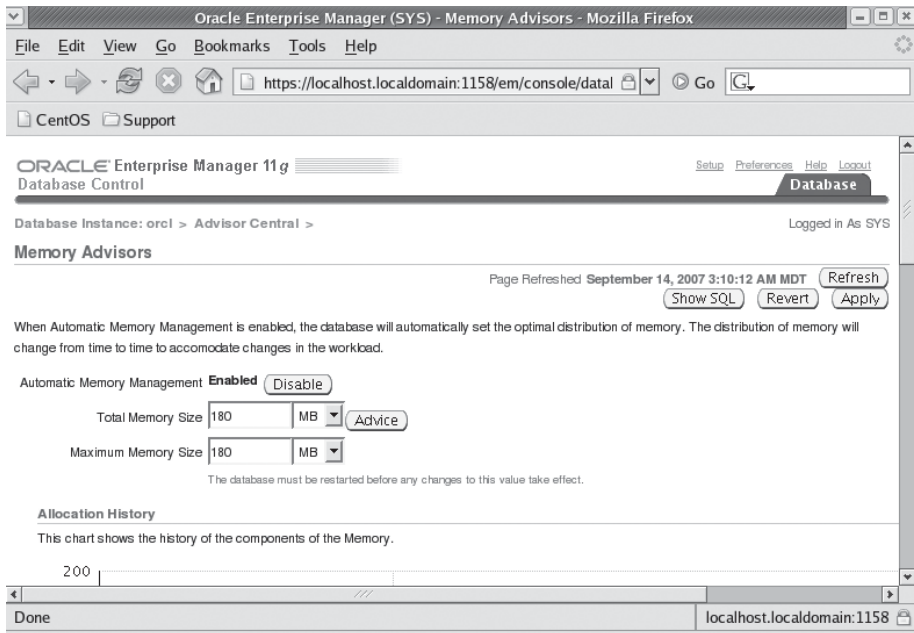 Oracle Enterprise Manager (SYS) - Memory Advisors - Mozilla Firefox
File Edit View Go Bookmarks Tools Help
https://localhost.localdomain:1158/em/console/datal Go G
CentOS Support
ORACLE Enterprise Manager 11g
Database Control
Setup Preferences Help Logout
Database
Database Instance: orcl > Advisor Central >
Logged in As SYS
Memory Advisors
Page Refreshed September 14, 2007 3:10:12 AM MDT Refresh
Show SQL Revert Apply
When Automatic Memory Management is enabled, the database will automatically set the optimal distribution of memory. The distribution of memory will
change from time to time to accomodate changes in the workload.
Automatic Memory Management Enabled Disable
Total Memory Size 180 MB Advice
Maximum Memory Size 180 MB
The database must be restarted before any changes to this value take effect.
Allocation History
This chart shows the history of the components of the Memory.
200
Done
localhost.localdomain:1158